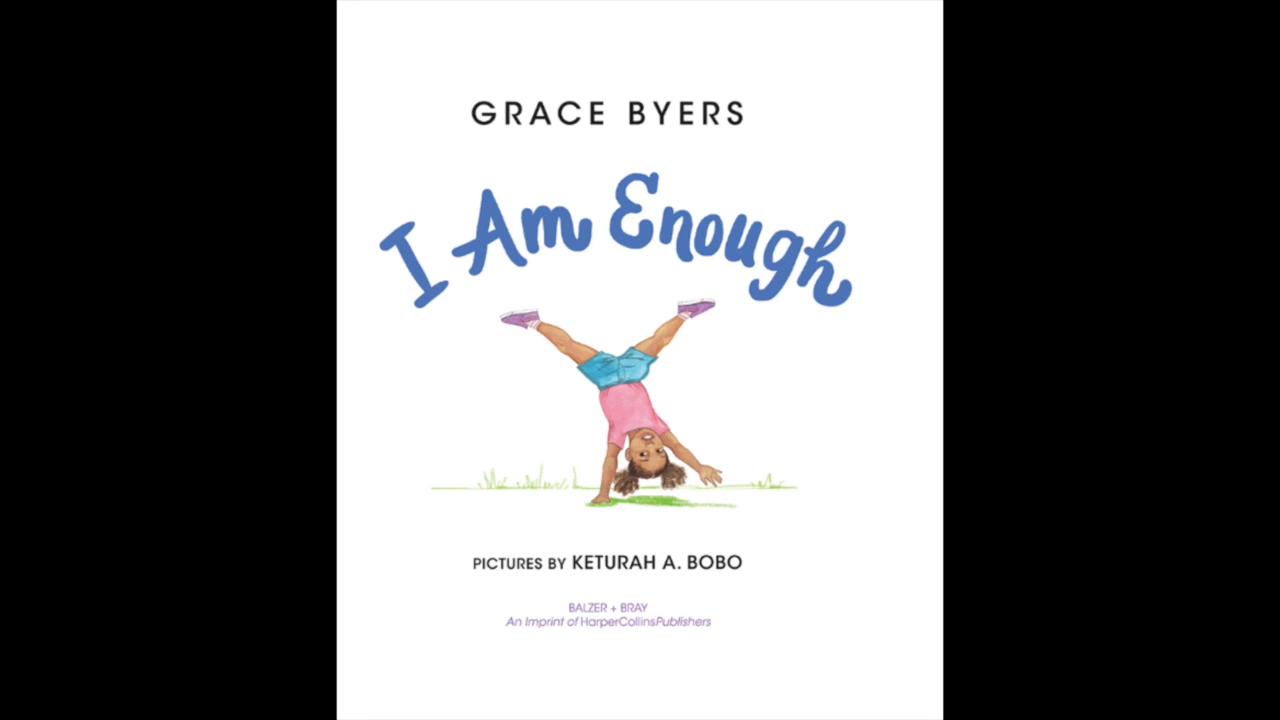 GRACE BYERS
I Am Enough
PICTURES BY KETURAH A. BOBO
BALZER + BRAY
An Imprint of HarperCollinsPublishers